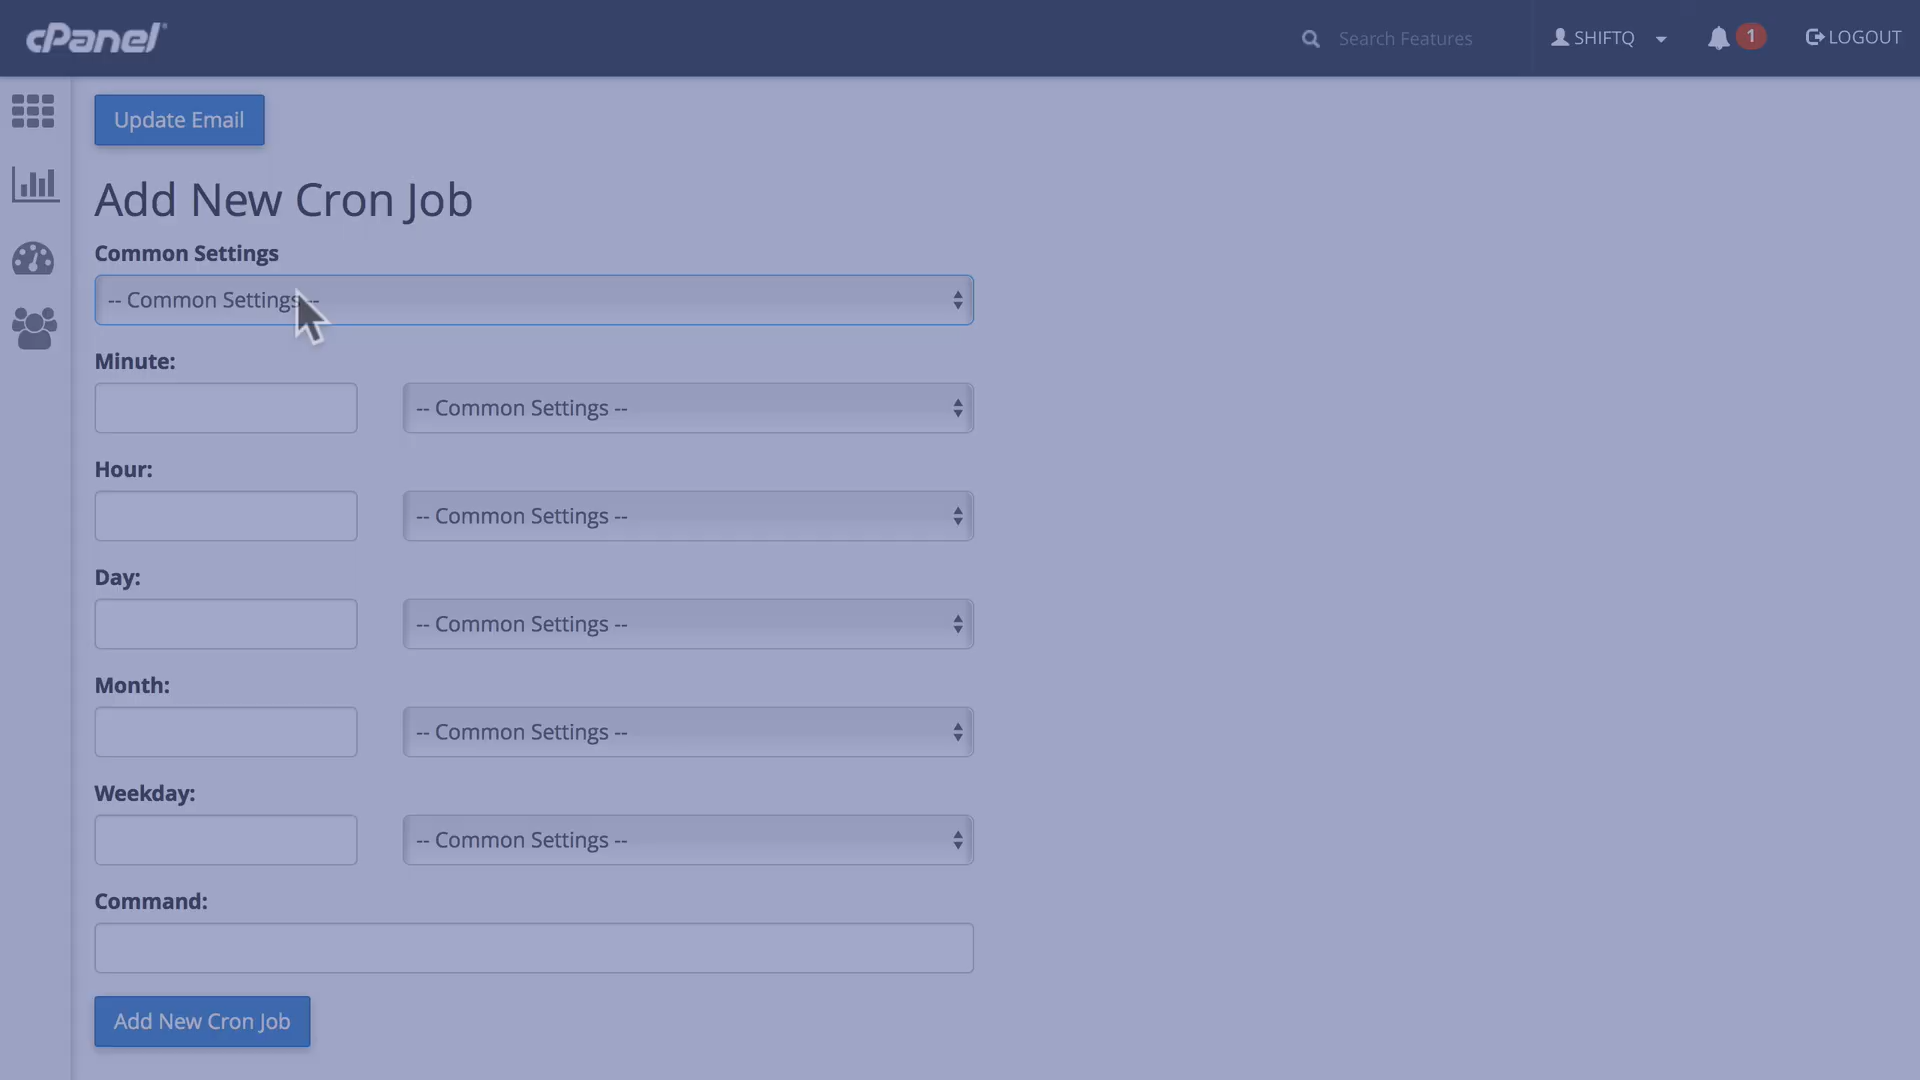 cPanel
Search Features
SHIFTQ
1
LOGOUT
Update Email
Add New Cron Job
Common Settings
-- Common Settings --
Minute:
-- Common Settings --
Hour:
-- Common Settings --
Day:
-- Common Settings --
Month:
-- Common Settings --
Weekday:
-- Common Settings --
Command:
Add New Cron Job